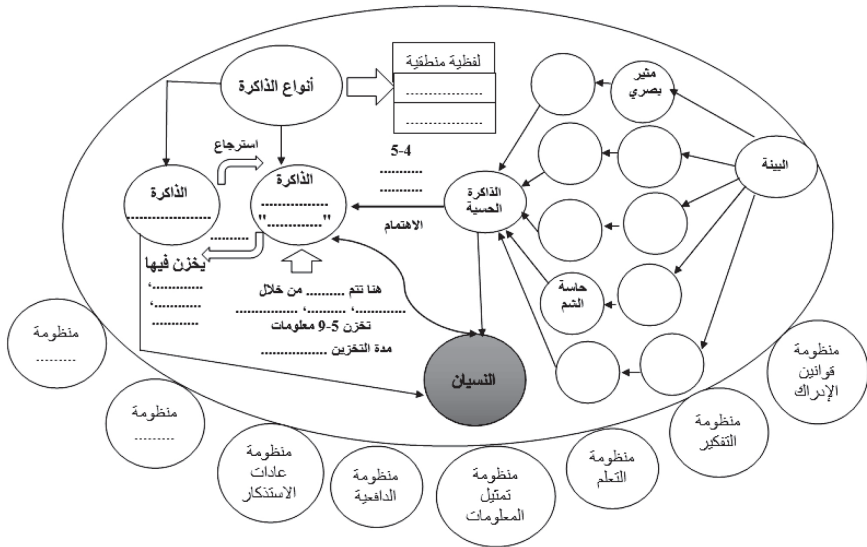 لفظية منطقية
....................
....................
أنواع الذاكرة
مثير
بصري
البيئة
استرجاع
5-4
..........
..........
الذاكرة
الحسية
الاهتمام
الذاكرة
................
"............."
الذاكرة
....................
..........
يخزن فيها
............،
............،
............
هنا تتم .......... من خلال
............، ............، ............
تخزن 5-9 معلومات
مدة التخزين .................
حاسة
الشم
النسيان
منظومة
..........
منظومة
..........
منظومة
عادات
الاستذكار
منظومة
الدافعية
منظومة
تمثيل
المعلومات
منظومة
التعلم
منظومة
التفكير
منظومة
قوانين
الإدراك